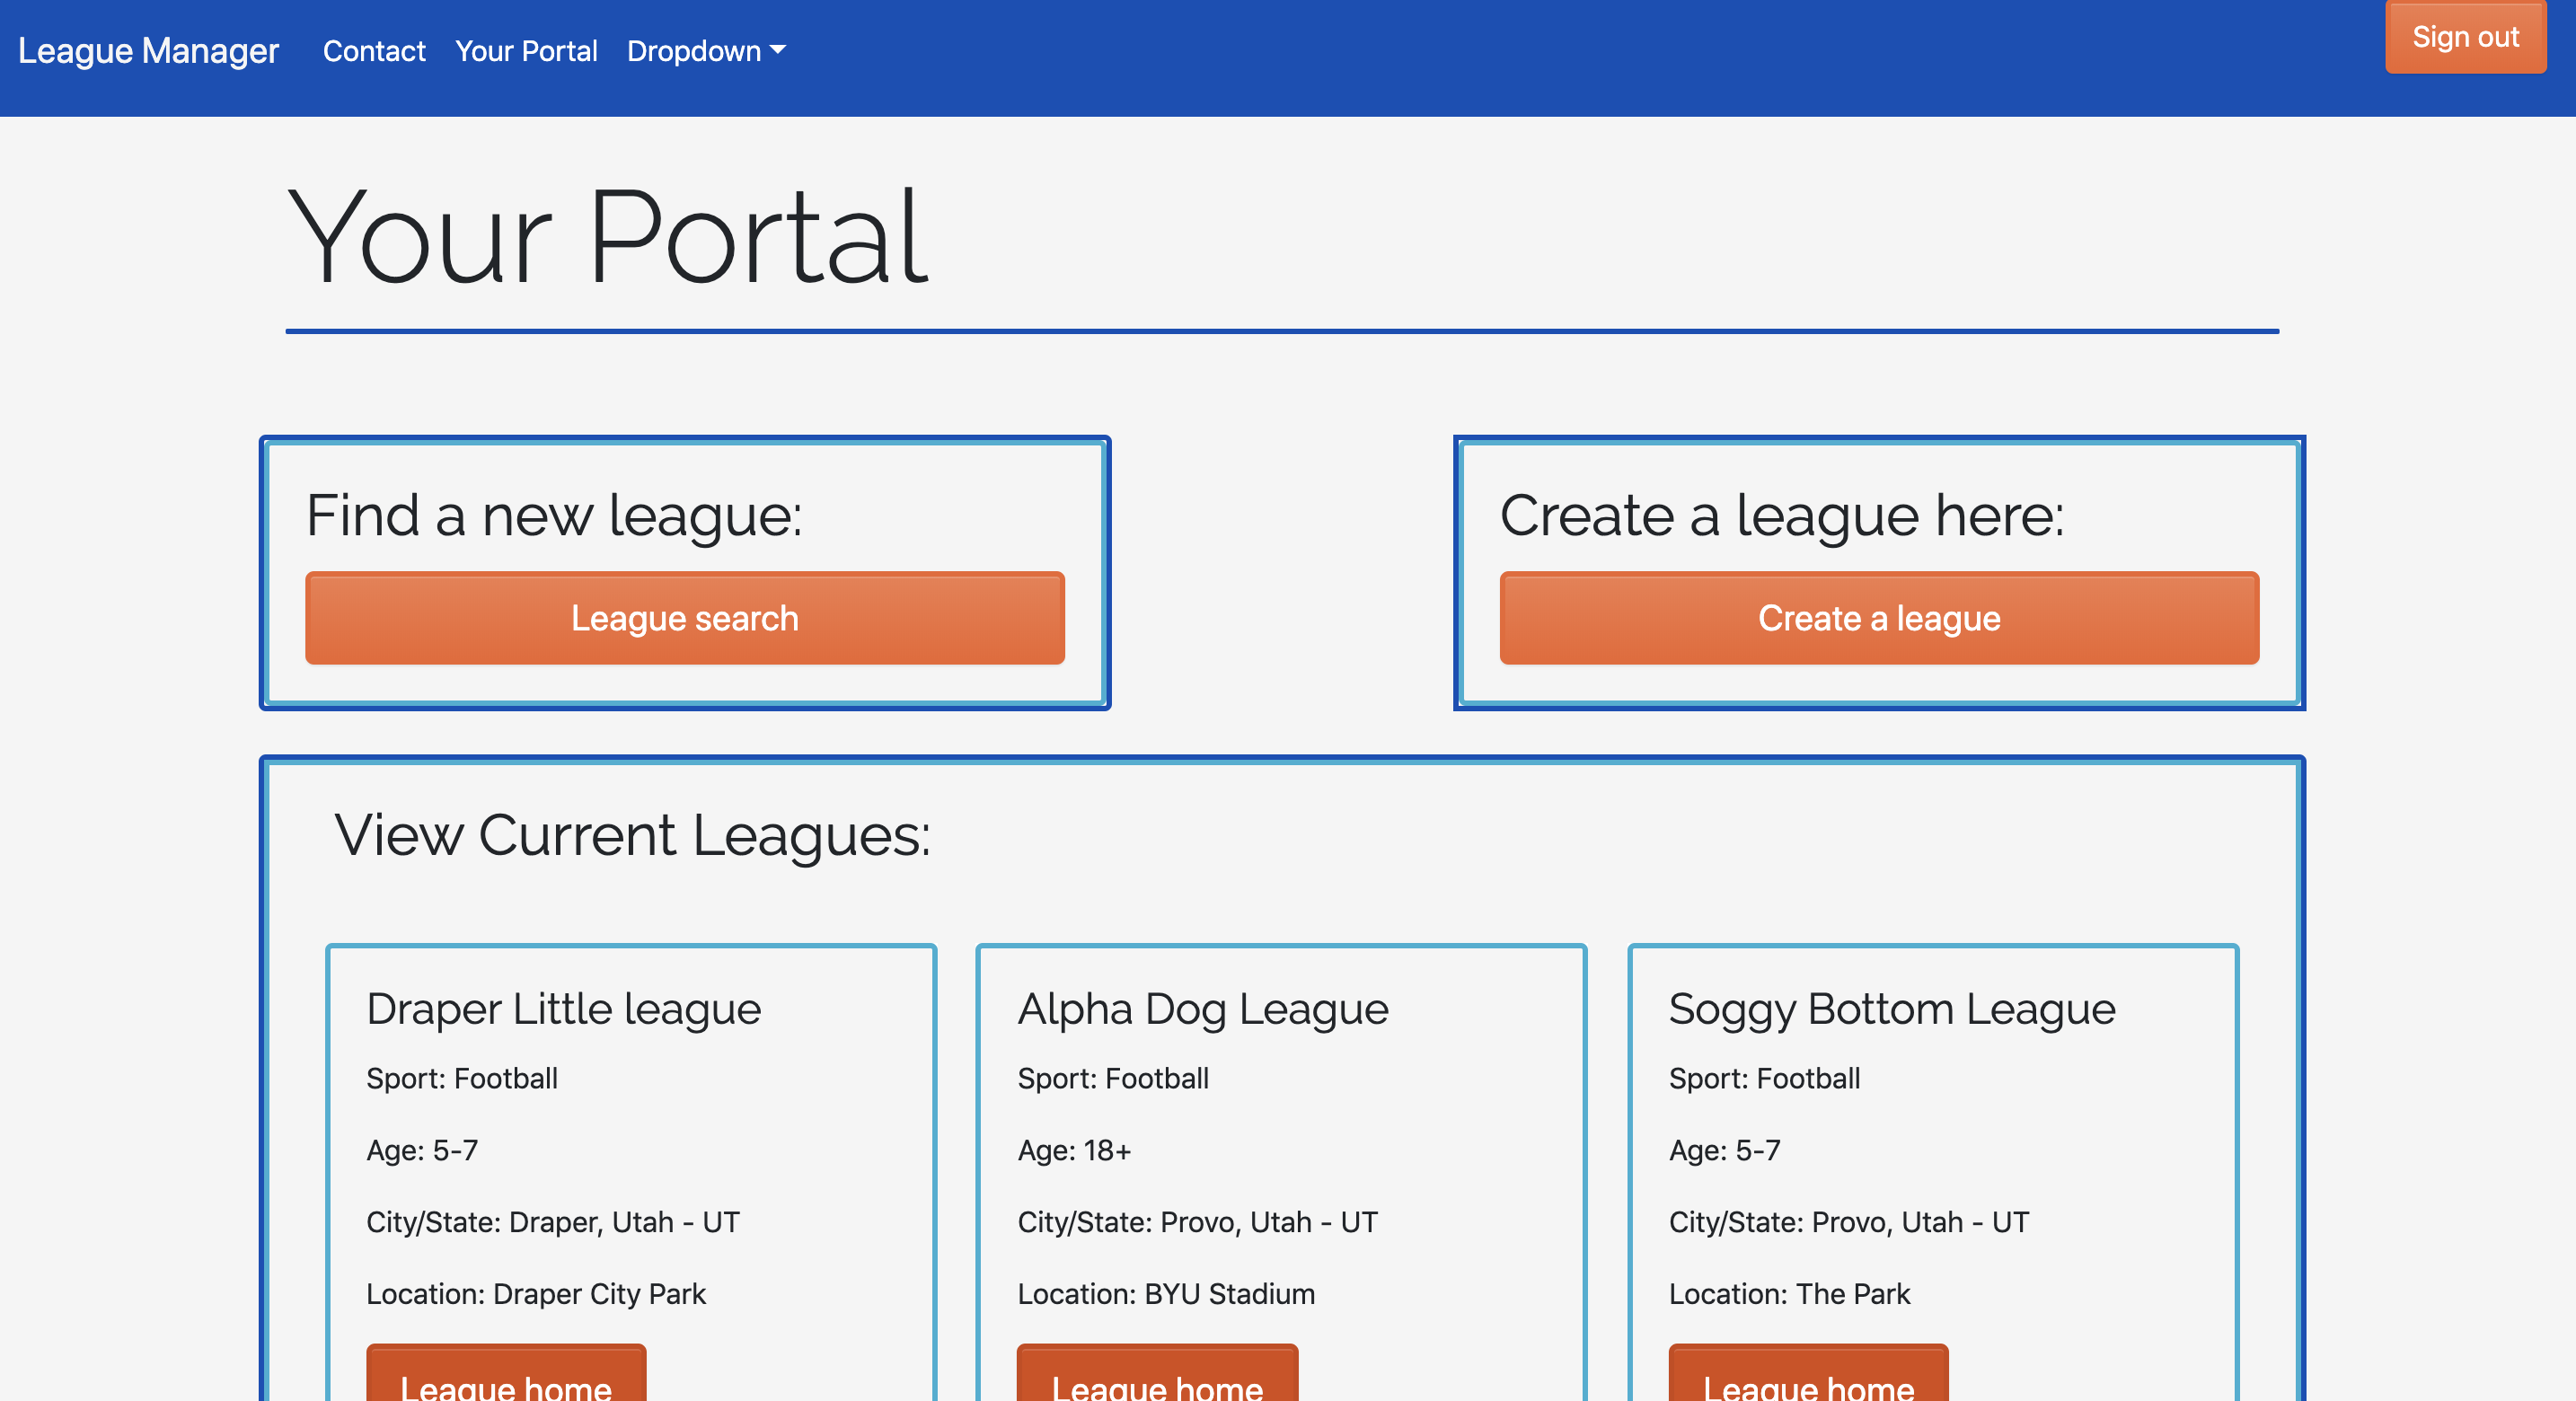 League Manager Contact Your Portal Dropdown Sign out
Your Portal
Find a new league:
League search
Create a league here:
Create a league
View Current Leagues:
Draper Little league
Sport: Football
Age: 5-7
City/State: Draper, Utah - UT
Location: Draper City Park
League home
Alpha Dog League
Sport: Football
Age: 18+
City/State: Provo, Utah - UT
Location: BYU Stadium
League home
Soggy Bottom League
Sport: Football
Age: 5-7
City/State: Provo, Utah - UT
Location: The Park
League home